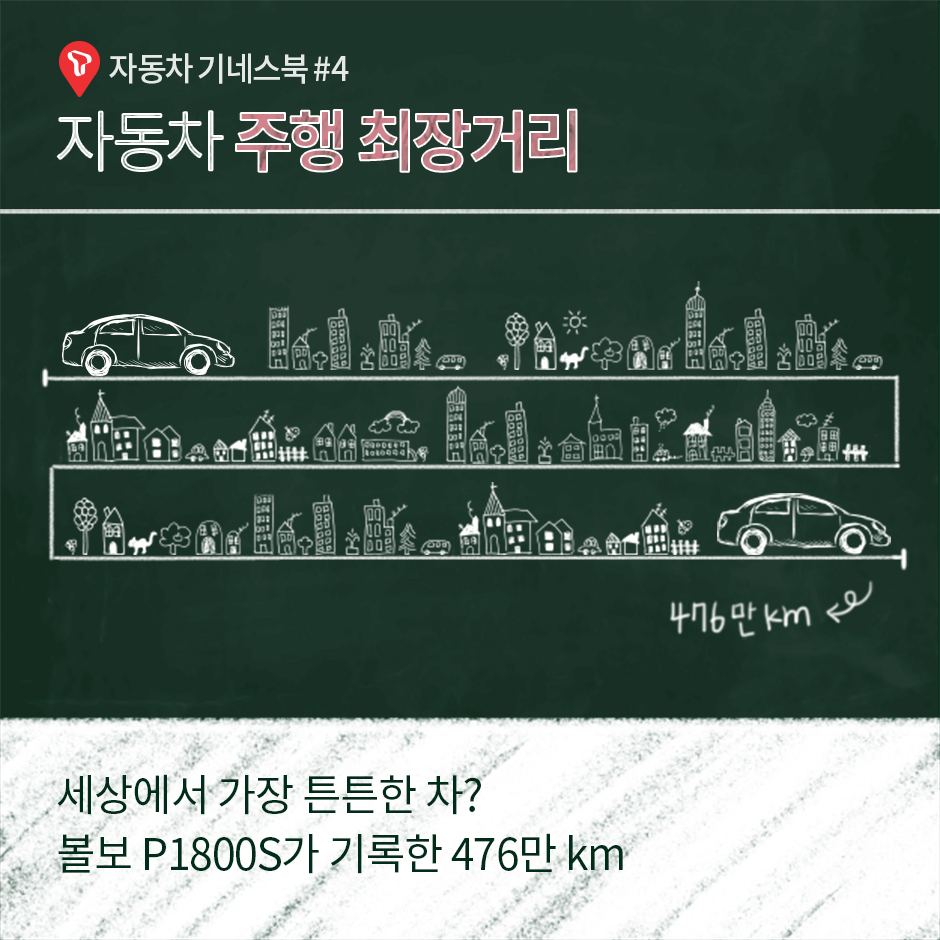 자동차 기네스북 #4
자동차 주행 최장거리
476만 km
세상에서 가장 튼튼한 차?
볼보 P1800S가 기록한 476만 km